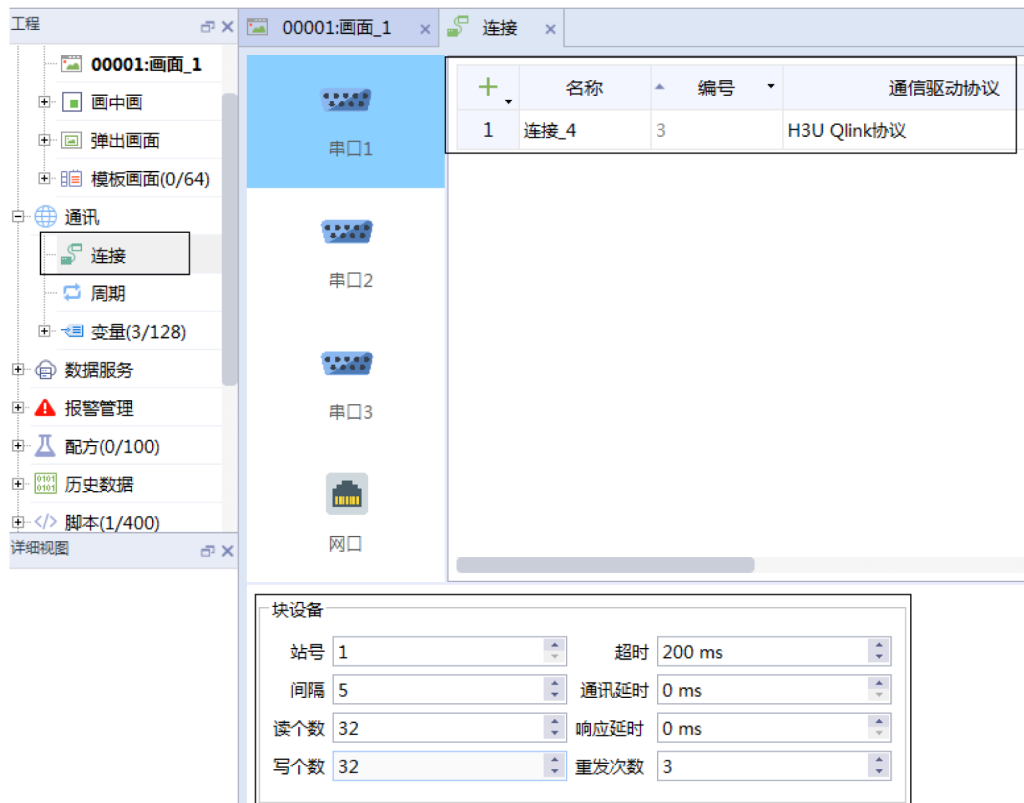 工程
00001:画面_1
连接
00001:画面_1
画中画
弹出画面
模板画面(0/64)
通讯
连接
周期
变量(3/128)
数据服务
报警管理
配方(0/100)
历史数据
脚本(1/400)
详细视图
串口1
串口2
串口3
网口
名称 编号 通信驱动协议
1 连接_4 3 H3U Qlink协议
块设备
站号 1 超时 200 ms
间隔 5 通讯延时 0 ms
读个数 32 响应延时 0 ms
写个数 32 重发次数 3